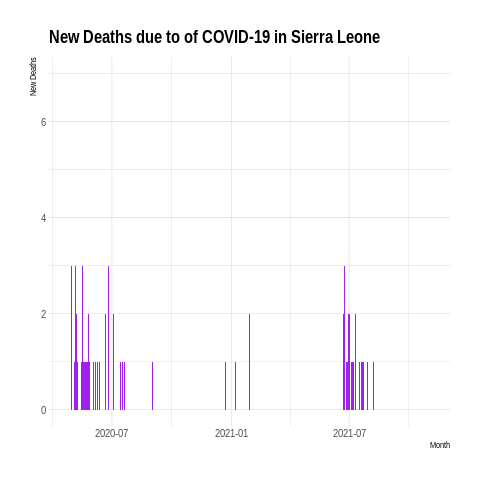 New Deaths due to of COVID-19 in Sierra Leone
New Deaths
6
4
2
0
2020-07 2021-01 2021-07
Month